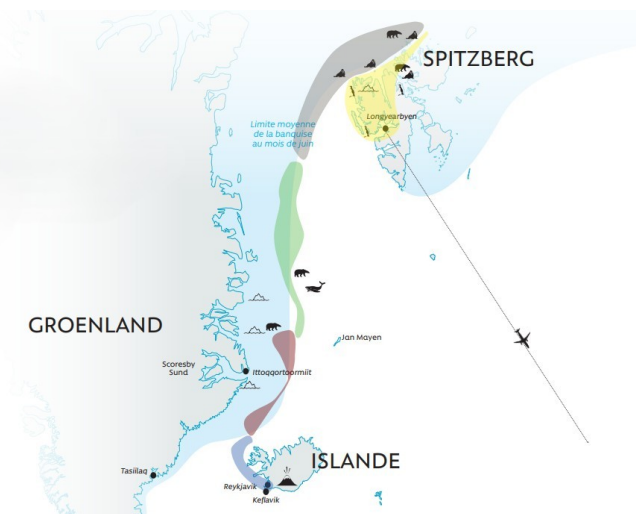 SPITZBERG
Longyearbyen
Limite moyenne
de la banquise
au mois de juin
GROENLAND
Jan Mayen
Scoresby
Sund
Ittoqqortoormiit
Tasiilaq
ISLANDE
Reykjavik
Keflavik